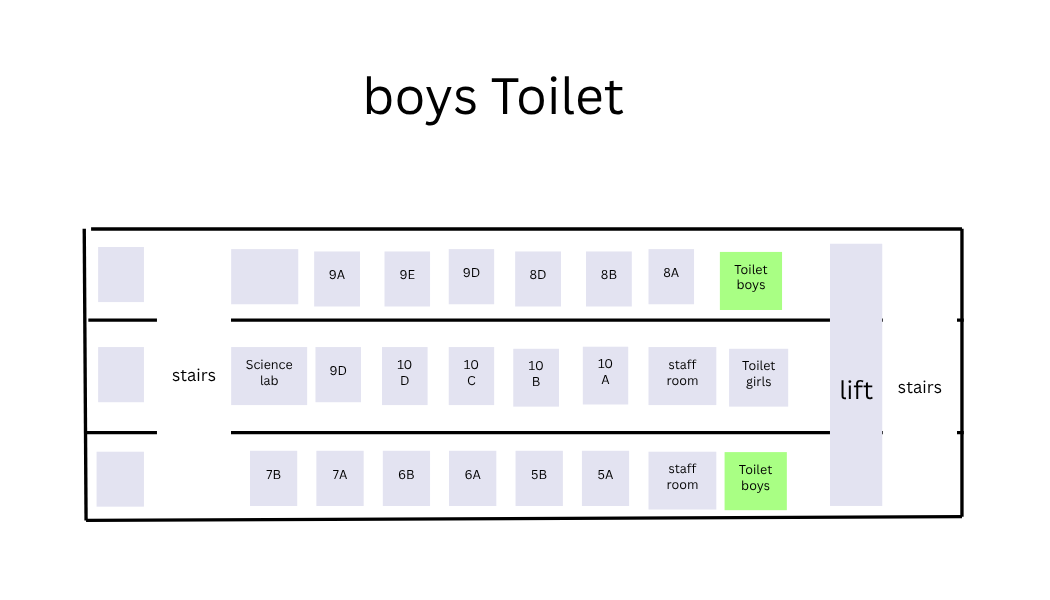 boys Toilet
9A
9E
9D
8D
8B
8A
Toilet
boys
stairs
Science
lab
9D
10
D
10
C
10
B
10
A
staff
room
Toilet
girls
lift
stairs
7B
7A
6B
6A
5B
5A
staff
room
Toilet
boys